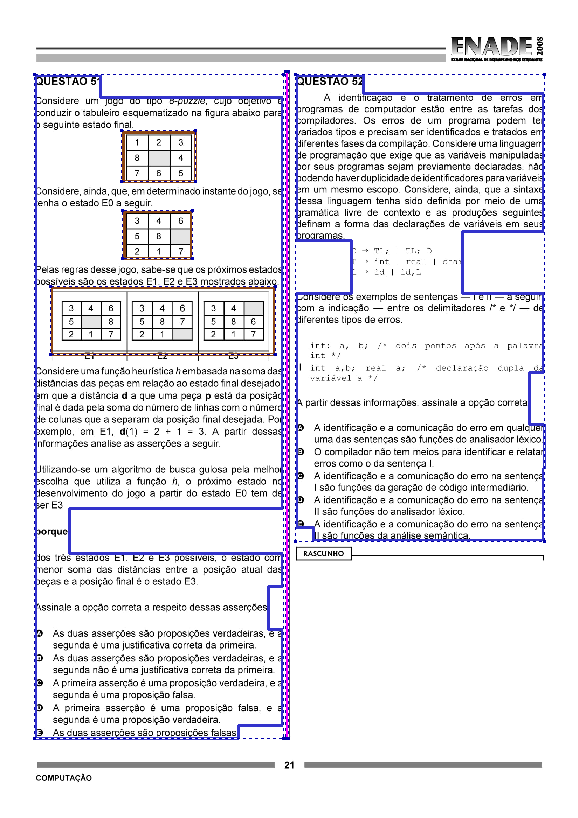 ENADE 2008
EXAME NACIONAL DE DESEMPENHO DOS ESTUDANTES
QUESTÃO 51
Considere um jogo do tipo 8-puzzle, cujo objetivo é
conduzir o tabuleiro esquematizado na figura abaixo para
o seguinte estado final.
1 2 3
8 4
7 6 5
Considere, ainda, que, em determinado instante do jogo, se
tenha o estado E0 a seguir.
3 4 6
5 8
2 1 7
Pelas regras desse jogo, sabe-se que os próximos estados
possíveis são os estados E1, E2 e E3 mostrados abaixo.
3 4 6 3 4 6 3 4
5 8 5 8 7 5 8 6
2 1 7 2 1 2 1 7
E1 E2 E3
Considere uma função heurística h embasada na soma das
distâncias das peças em relação ao estado final desejado,
em que a distância d a que uma peça p está da posição
final é dada pela soma do número de linhas com o número
de colunas que a separam da posição final desejada. Por
exemplo, em E1, d(1) = 2 + 1 = 3. A partir dessas
informações analise as asserções a seguir.
Utilizando-se um algoritmo de busca gulosa pela melhor
escolha que utiliza a função h, o próximo estado no
desenvolvimento do jogo a partir do estado E0 tem de
ser E3
porque,
dos três estados E1, E2 e E3 possíveis, o estado com
menor soma das distâncias entre a posição atual das
peças e a posição final é o estado E3.
Assinale a opção correta a respeito dessas asserções.
A As duas asserções são proposições verdadeiras, e a
segunda é uma justificativa correta da primeira.
B As duas asserções são proposições verdadeiras, e a
segunda não é uma justificativa correta da primeira.
C A primeira asserção é uma proposição verdadeira, e a
segunda é uma proposição falsa.
D A primeira asserção é uma proposição falsa, e a
segunda é uma proposição verdadeira.
E As duas asserções são proposições falsas.
QUESTÃO 52
A identificação e o tratamento de erros em
programas de computador estão entre as tarefas dos
compiladores. Os erros de um programa podem ter
variados tipos e precisam ser identificados e tratados em
diferentes fases da compilação. Considere uma linguagem
de programação que exige que as variáveis manipuladas
por seus programas sejam previamente declaradas, não
podendo haver duplicidade de identificadores para variáveis
em um mesmo escopo. Considere, ainda, que a sintaxe
dessa linguagem tenha sido definida por meio de uma
gramática livre de contexto e as produções seguintes
definam a forma das declarações de variáveis em seus
programas.
D → TL; | TL; D
T → int | real | char
L → id | id,L
Considere os exemplos de sentenças — I e II — a seguir,
com a indicação — entre os delimitadores /* e */ — de
diferentes tipos de erros.
I int: a, b; /* dois pontos após a palavra
int */
II int a,b; real a; /* declaração dupla da
variável a */
A partir dessas informações, assinale a opção correta.
A A identificação e a comunicação do erro em qualquer
uma das sentenças são funções do analisador léxico.
B O compilador não tem meios para identificar e relatar
erros como o da sentença I.
C A identificação e a comunicação do erro na sentença
I são funções da geração de código intermediário.
D A identificação e a comunicação do erro na sentença
II são funções do analisador léxico.
E A identificação e a comunicação do erro na sentença
II são funções da análise semântica.
RASCUNHO
21
COMPUTAÇÃO